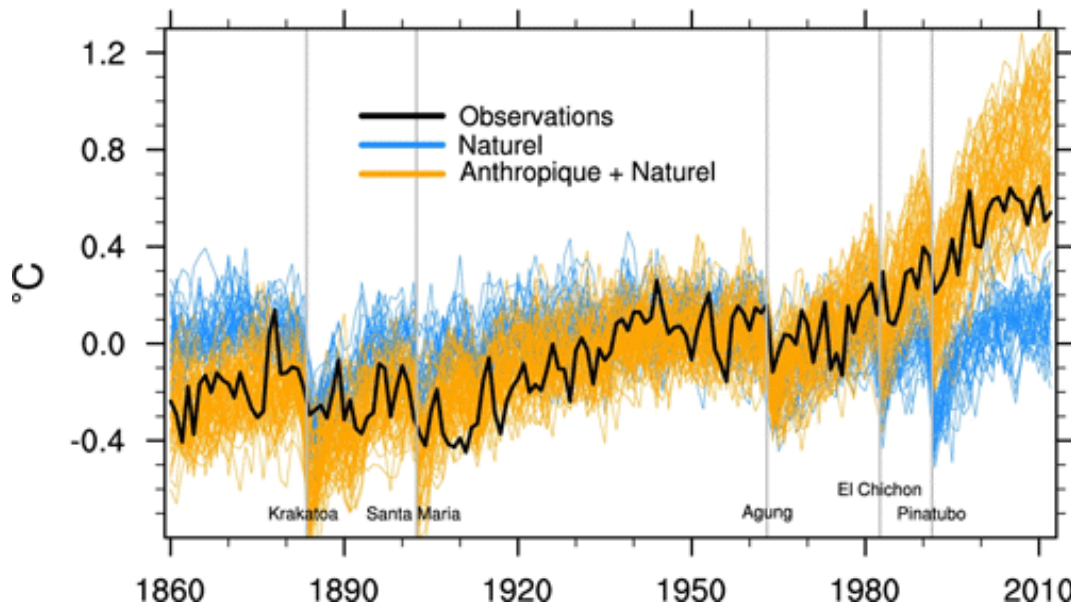 1.2
0.8
0.4
0.0
-0.4
°C
Observations
Naturel
Anthropique + Naturel
Krakatoa
Santa Maria
Agung
El Chichon
Pinatubo
1860
1890
1920
1950
1980
2010